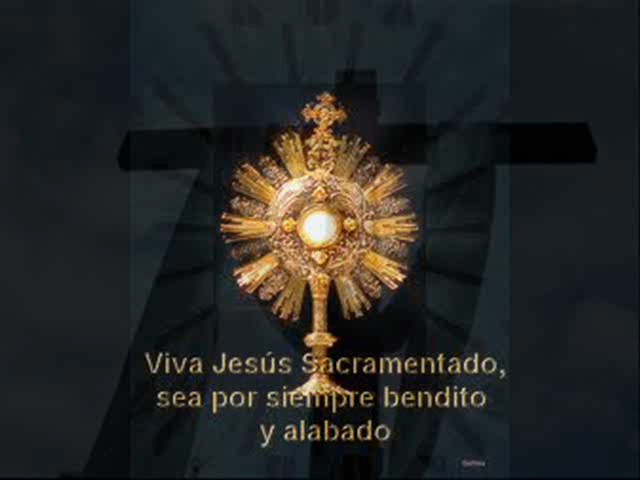 Viva Jesús Sacramentado,
sea por siempre bendito
y alabado